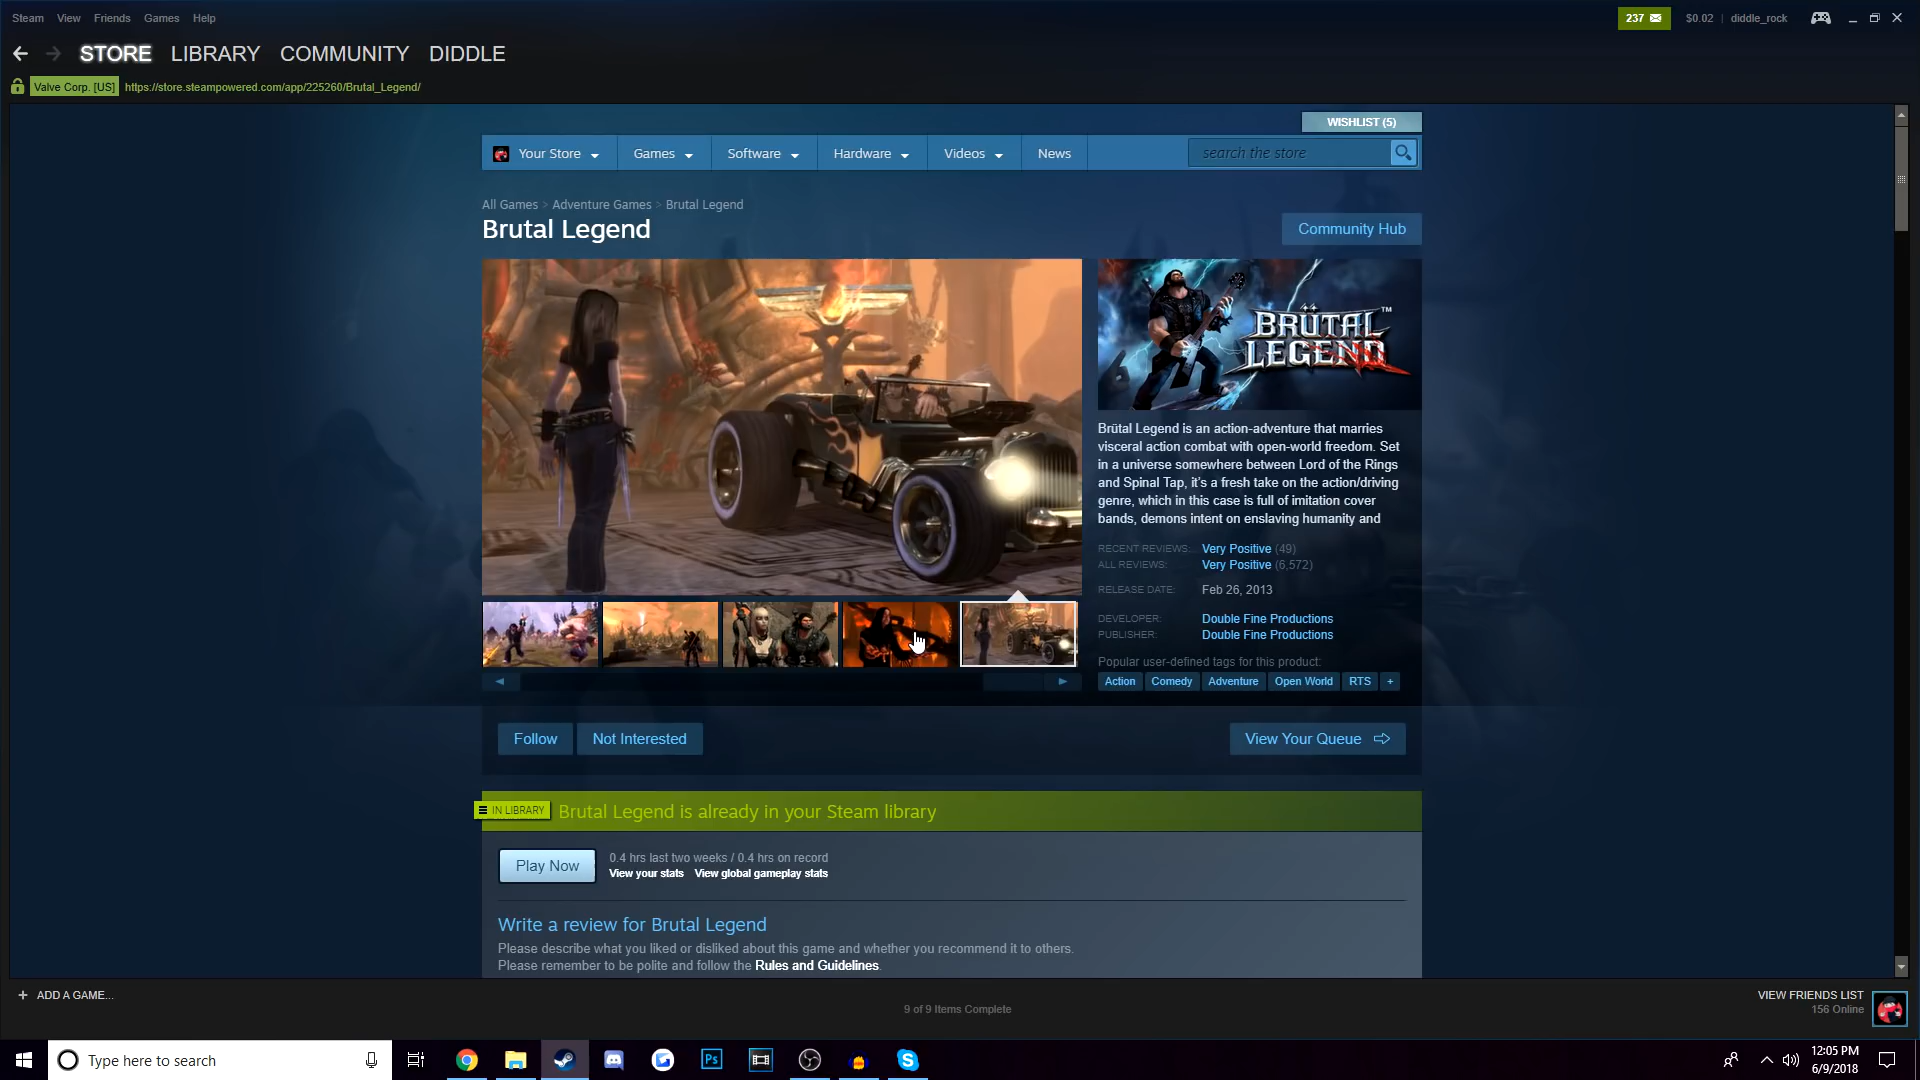 Steam View Friends Games Help
237 $0.02 | diddle_rock
STORE LIBRARY COMMUNITY DIDDLE
Valve Corp. [US] https://store.steampowered.com/app/225260/Brutal_Legend/
WISHLIST (5)
Your Store Games Software Hardware Videos News search the store
All Games > Adventure Games > Brutal Legend
Brutal Legend
Community Hub
BRÜTAL LEGEND™
Brütal Legend is an action-adventure that marries
visceral action combat with open-world freedom. Set
in a universe somewhere between Lord of the Rings
and Spinal Tap, it's a fresh take on the action/driving
genre, which in this case is full of imitation cover
bands, demons intent on enslaving humanity and
RECENT REVIEWS: Very Positive (49)
ALL REVIEWS: Very Positive (6,572)
RELEASE DATE: Feb 26, 2013
DEVELOPER: Double Fine Productions
PUBLISHER: Double Fine Productions
Popular user-defined tags for this product:
Action Comedy Adventure Open World RTS +
Follow Not Interested View Your Queue
IN LIBRARY Brutal Legend is already in your Steam library
Play Now
0.4 hrs last two weeks / 0.4 hrs on record
View your stats View global gameplay stats
Write a review for Brutal Legend
Please describe what you liked or disliked about this game and whether you recommend it to others.
Please remember to be polite and follow the Rules and Guidelines.
+ ADD A GAME...
9 of 9 Items Complete
VIEW FRIENDS LIST
156 Online
Type here to search
Ps
12:05 PM
6/9/2018